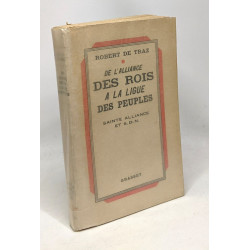 ROBERT DE TRAZ
DE L'ALLIANCE
DES ROIS
A LA LIGUE
DES PEUPLES
SAINTE ALLIANCE
ET S. D. N.
GRASSET